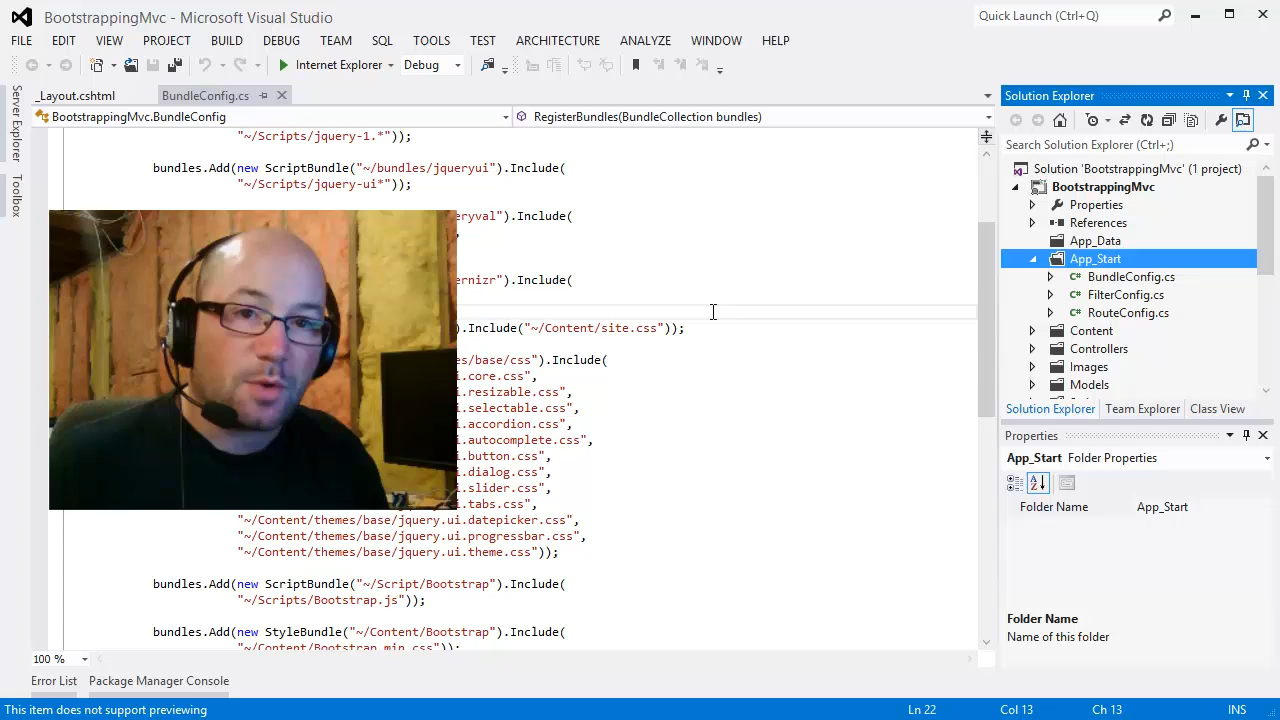 BootstrappingMvc - Microsoft Visual Studio
Quick Launch (Ctrl+Q)
FILE EDIT VIEW PROJECT BUILD DEBUG TEAM SQL TOOLS TEST ARCHITECTURE ANALYZE WINDOW HELP
Internet Explorer Debug
Server Explorer
Toolbox
_Layout.cshtml BundleConfig.cs
BootstrappingMvc.BundleConfig RegisterBundles(BundleCollection bundles)
"~/Scripts/jquery-1.*"));
bundles.Add(new ScriptBundle("~/bundles/jqueryui").Include(
"~/Scripts/jquery-ui*"));
eryval").Include(
,
ernizr").Include(
).Include("~/Content/site.css"));
es/base/css").Include(
i.core.css",
i.resizable.css",
i.selectable.css",
i.accordion.css",
i.autocomplete.css",
i.button.css",
i.dialog.css",
i.slider.css",
i.tabs.css",
"~/Content/themes/base/jquery.ui.datepicker.css",
"~/Content/themes/base/jquery.ui.progressbar.css",
"~/Content/themes/base/jquery.ui.theme.css"));
bundles.Add(new ScriptBundle("~/Script/Bootstrap").Include(
"~/Scripts/Bootstrap.js"));
bundles.Add(new StyleBundle("~/Content/Bootstrap").Include(
"~/Content/Bootstrap.min.css"));
100 %
Error List Package Manager Console
Solution Explorer
Search Solution Explorer (Ctrl+;)
Solution 'BootstrappingMvc' (1 project)
BootstrappingMvc
Properties
References
App_Data
App_Start
BundleConfig.cs
FilterConfig.cs
RouteConfig.cs
Content
Controllers
Images
Models
Solution Explorer Team Explorer Class View
Properties
App_Start Folder Properties
Folder Name App_Start
Folder Name
Name of this folder
This item does not support previewing Ln 22 Col 13 Ch 13 INS